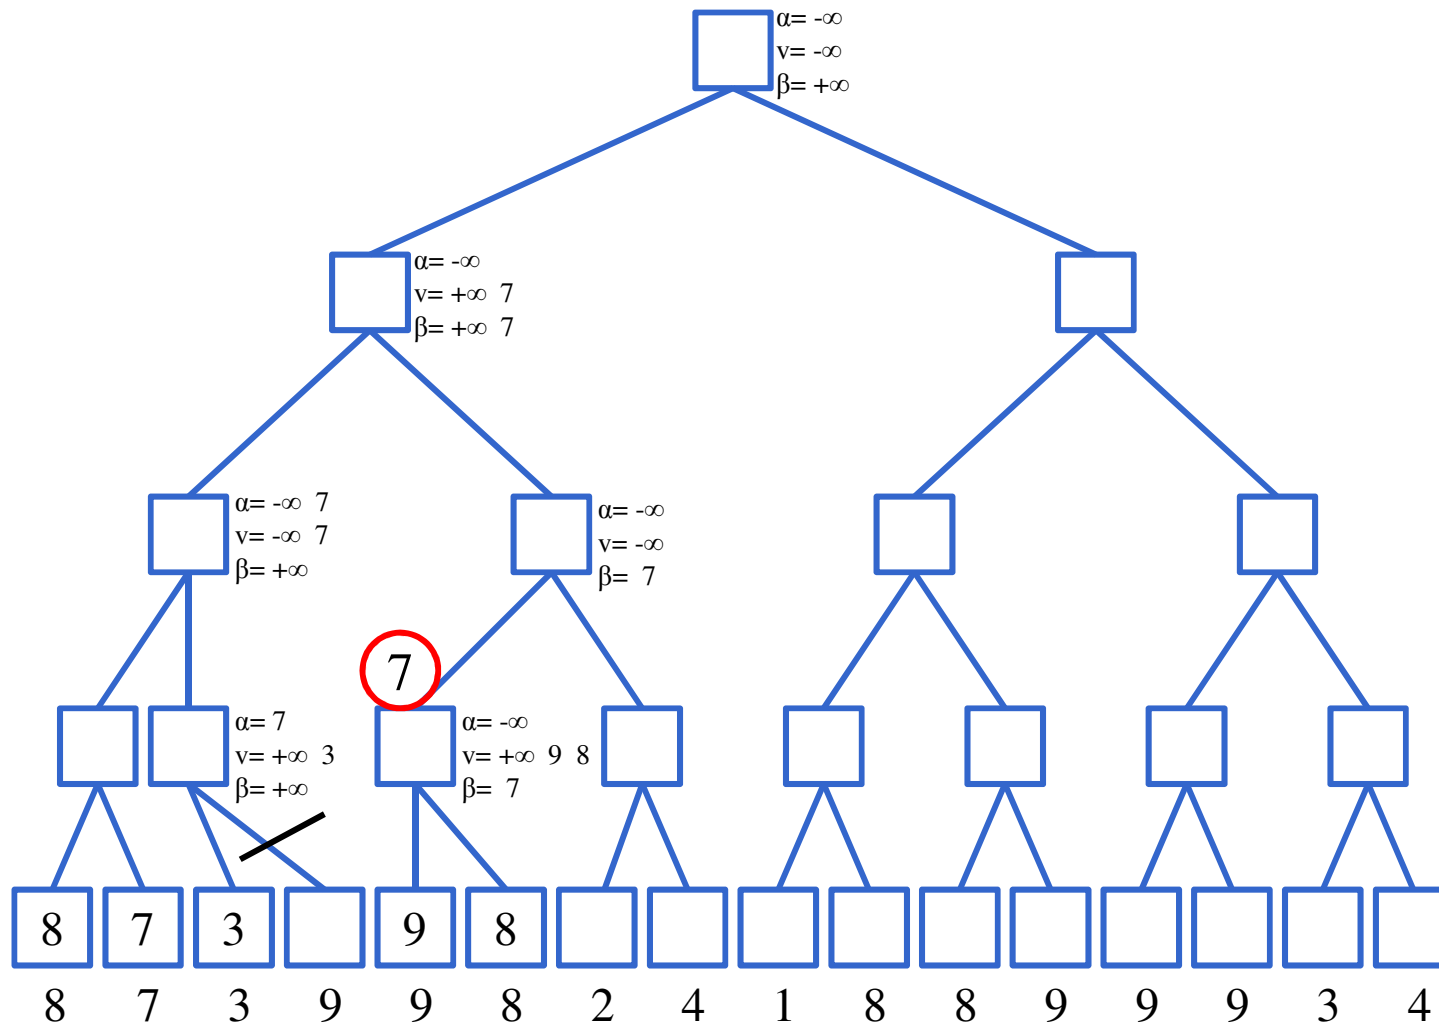 α= -∞
v= -∞
β= +∞
α= -∞
v= +∞ 7
β= +∞ 7
α= -∞ 7
v= -∞ 7
β= +∞
α= -∞
v= -∞
β= 7
7
α= 7
v= +∞ 3
β= +∞
α= -∞
v= +∞ 9 8
β= 7
8 7 3 9 8
8 7 3 9 9 8 2 4 1 8 8 9 9 9 3 4